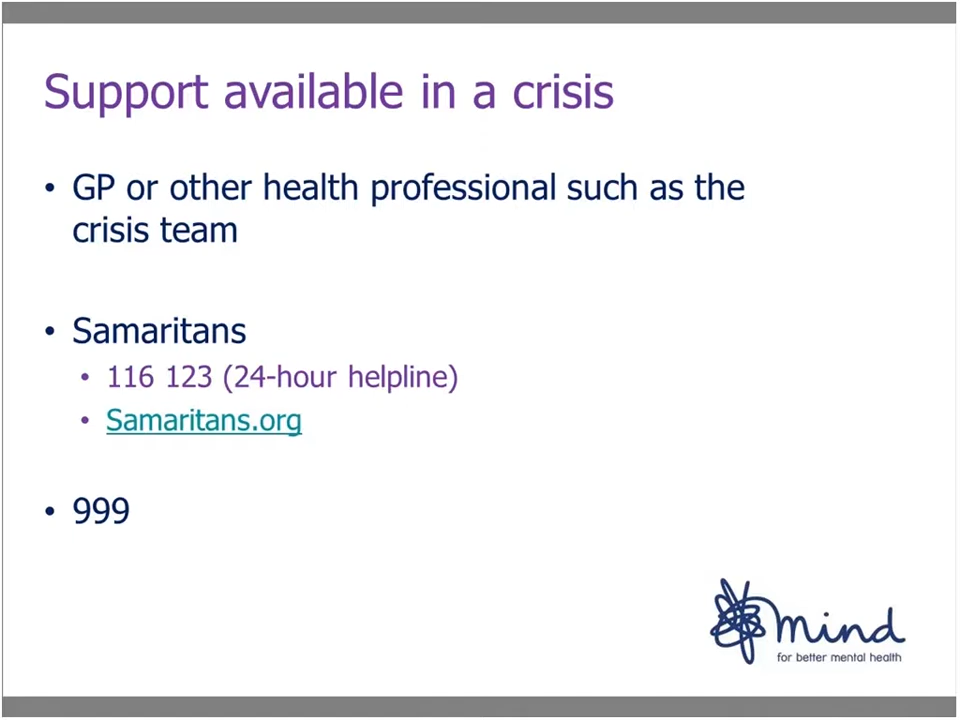 Support available in a crisis
• GP or other health professional such as the
crisis team
• Samaritans
• 116 123 (24-hour helpline)
• Samaritans.org
• 999
mind
for better mental health